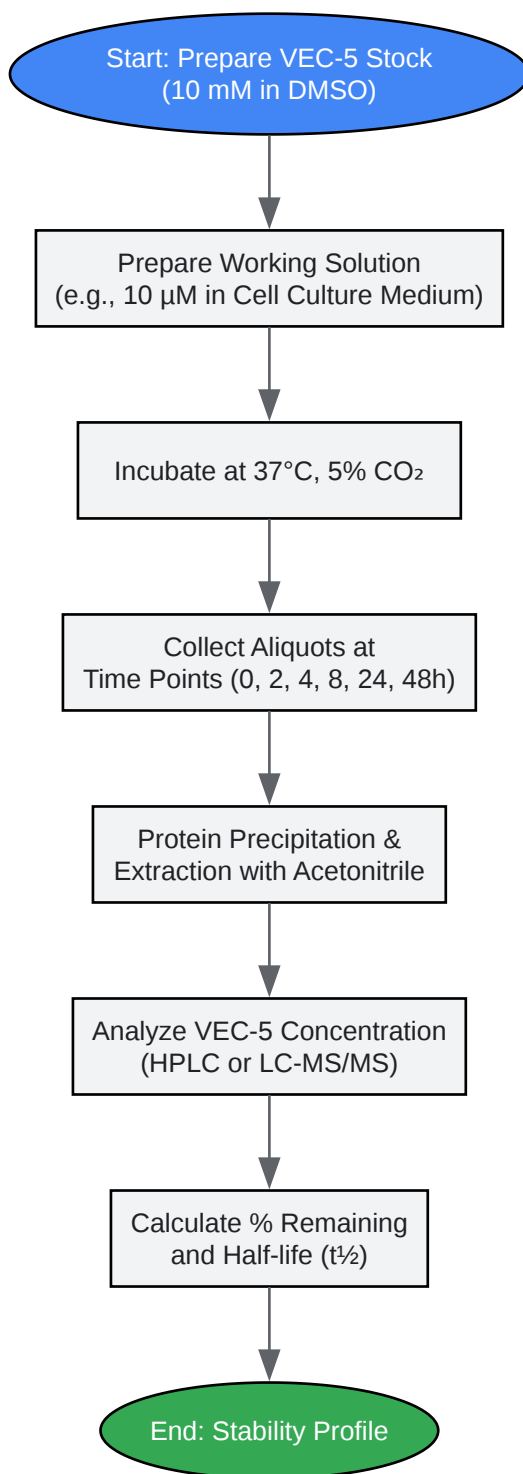 Start: Prepare VEC-5 Stock
(10 mM in DMSO)
Prepare Working Solution
(e.g., 10 µM in Cell Culture Medium)
Incubate at 37°C, 5% CO₂
Collect Aliquots at
Time Points (0, 2, 4, 8, 24, 48h)
Protein Precipitation &
Extraction with Acetonitrile
Analyze VEC-5 Concentration
(HPLC or LC-MS/MS)
Calculate % Remaining
and Half-life (t½)
End: Stability Profile